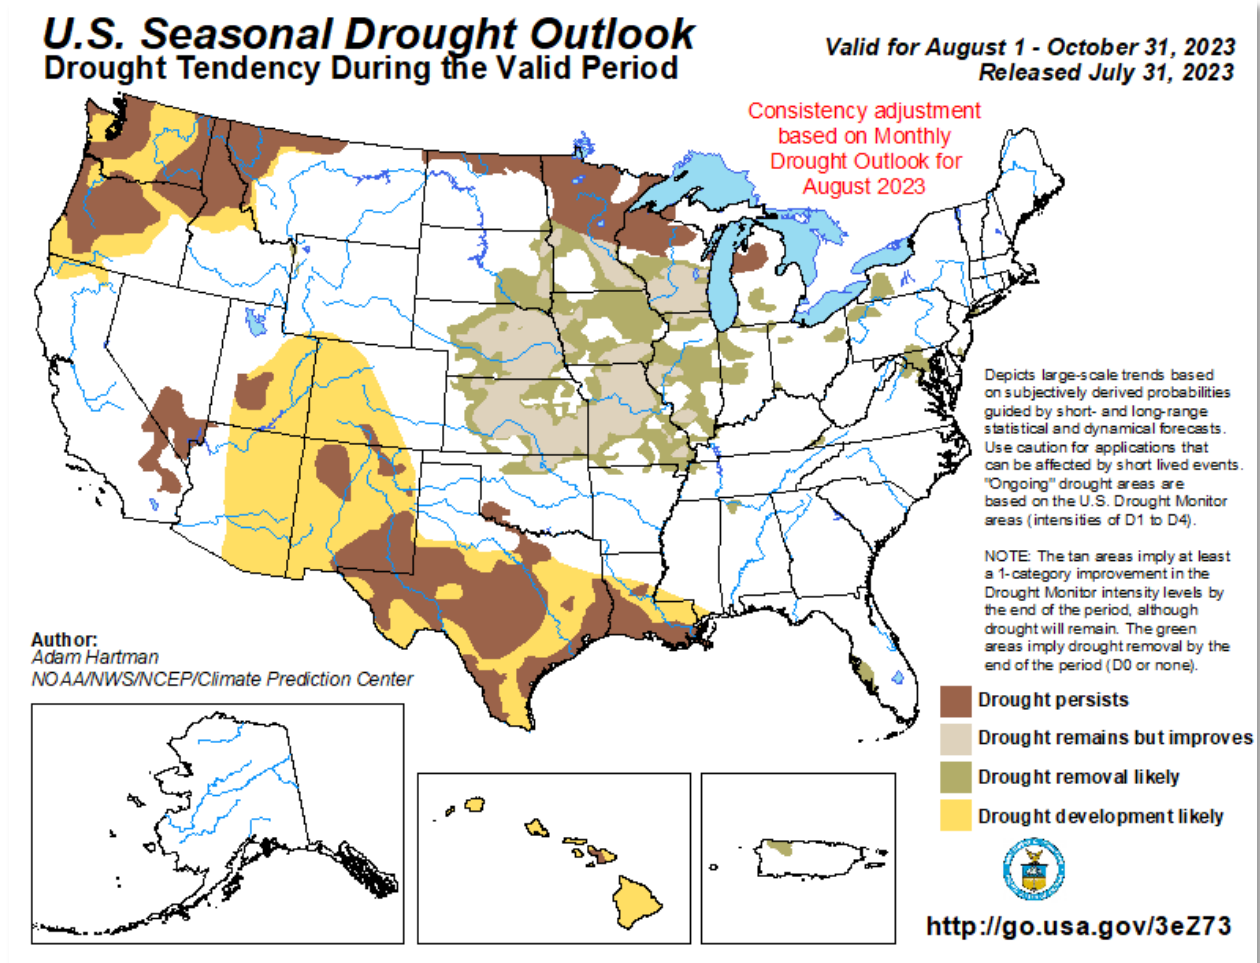 U.S. Seasonal Drought Outlook
Drought Tendency During the Valid Period
Valid for August 1 - October 31, 2023
Released July 31, 2023
Consistency adjustment
based on Monthly
Drought Outlook for
August 2023
Depicts large-scale trends based
on subjectively derived probabilities
guided by short- and long-range
statistical and dynamical forecasts.
Use caution for applications that
can be affected by short lived events.
"Ongoing" drought areas are
based on the U.S. Drought Monitor
areas (intensities of D1 to D4).
NOTE: The tan areas imply at least
a 1-category improvement in the
Drought Monitor intensity levels by
the end of the period, although
drought will remain. The green
areas imply drought removal by the
end of the period (D0 or none).
Author:
Adam Hartman
NOAA/NWS/NCEP/Climate Prediction Center
Drought persists
Drought remains but improves
Drought removal likely
Drought development likely
http://go.usa.gov/3eZ73